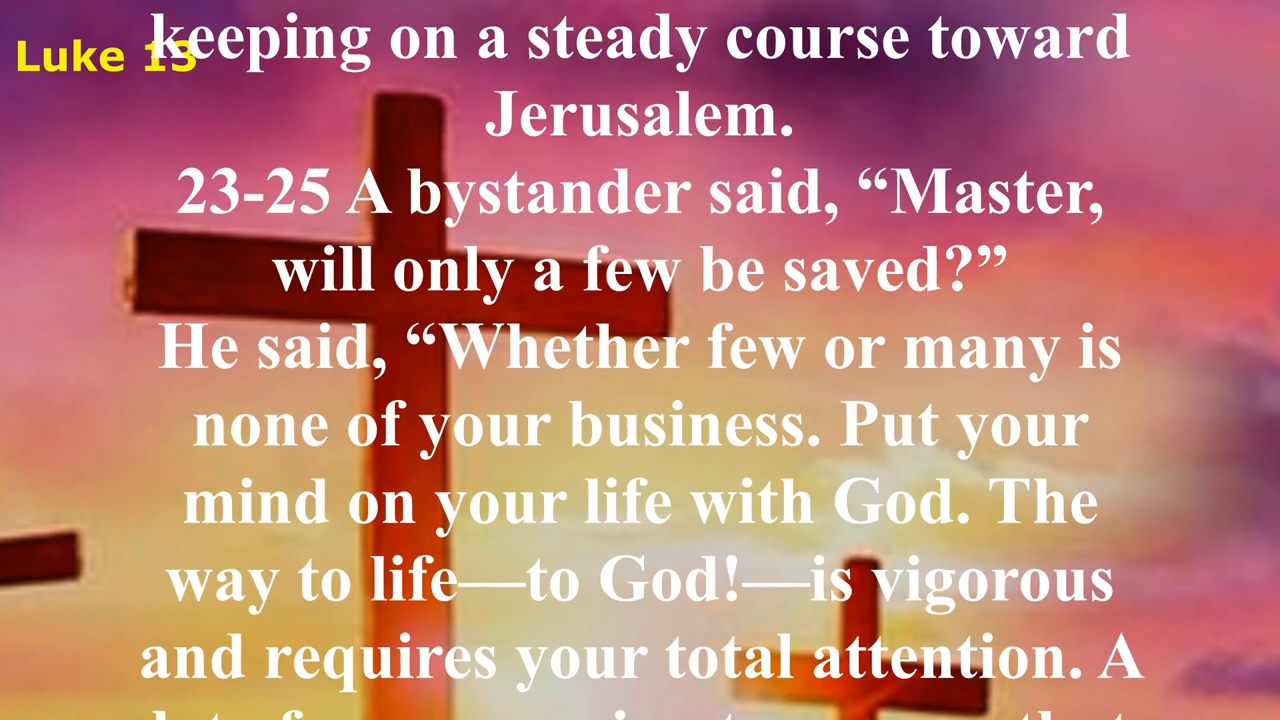 Luke 13
keeping on a steady course toward
Jerusalem.
23-25 A bystander said, “Master,
will only a few be saved?”
He said, “Whether few or many is
none of your business. Put your
mind on your life with God. The
way to life—to God!—is vigorous
and requires your total attention. A